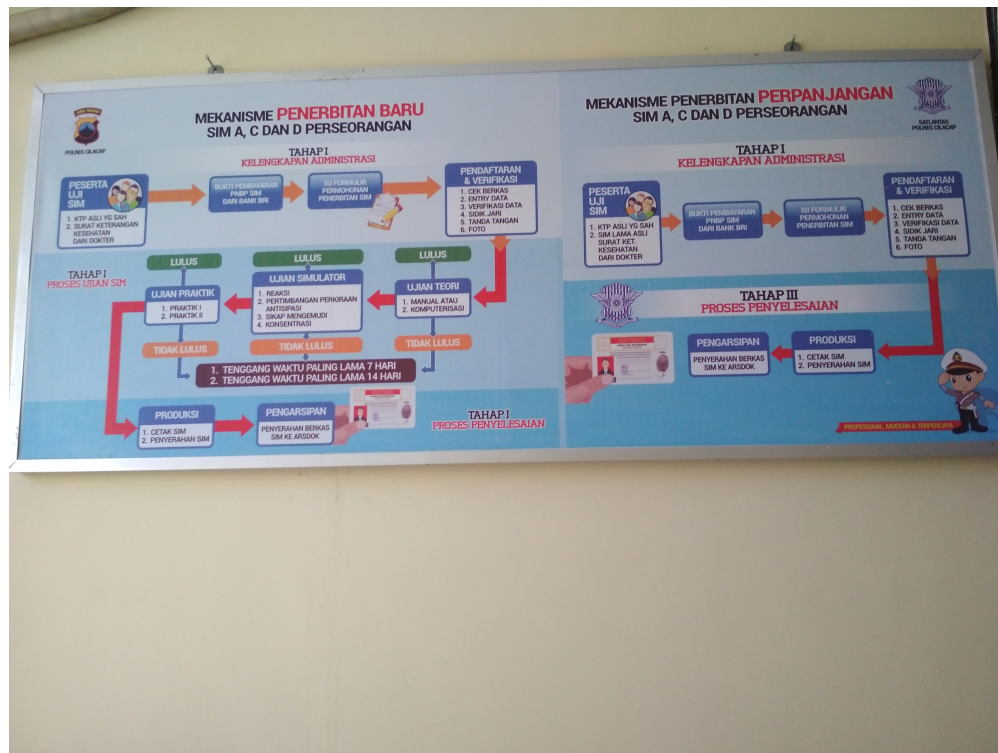 JAWA TENGAH
POLRES CILACAP
MEKANISME PENERBITAN BARU
SIM A, C DAN D PERSEORANGAN
TAHAP I
KELENGKAPAN ADMINISTRASI
PESERTA
UJI
SIM
1. KTP ASLI YG SAH
2. SURAT KETERANGAN
KESEHATAN
DARI DOKTER
BUKTI PEMBAYARAN
PNBP SIM
DARI BANK BRI
ISI FORMULIR
PERMOHONAN
PENERBITAN SIM
PENDAFTARAN
& VERIFIKASI
1. CEK BERKAS
2. ENTRY DATA
3. VERIFIKASI DATA
4. SIDIK JARI
5. TANDA TANGAN
6. FOTO
TAHAP I
PROSES UJIAN SIM
LULUS
UJIAN PRAKTIK
1. PRAKTIK I
2. PRAKTIK II
TIDAK LULUS
LULUS
UJIAN SIMULATOR
1. REAKSI
2. PERTIMBANGAN PERKIRAAN
ANTISIPASI
3. SIKAP MENGEMUDI
4. KONSENTRASI
TIDAK LULUS
LULUS
UJIAN TEORI
1. MANUAL ATAU
2. KOMPUTERISASI
TIDAK LULUS
1. TENGGANG WAKTU PALING LAMA 7 HARI
2. TENGGANG WAKTU PALING LAMA 14 HARI
PRODUKSI
1. CETAK SIM
2. PENYERAHAN SIM
PENGARSIPAN
PENYERAHAN BERKAS
SIM KE ARSDOK
TAHAP I
PROSES PENYELESAIAN
MEKANISME PENERBITAN PERPANJANGAN
SIM A, C DAN D PERSEORANGAN
SATLANTAS
POLRES CILACAP
TAHAP I
KELENGKAPAN ADMINISTRASI
PESERTA
UJI
SIM
1. KTP ASLI YG SAH
2. SIM LAMA ASLI
SURAT KET.
KESEHATAN
DARI DOKTER
BUKTI PEMBAYARAN
PNBP SIM
DARI BANK BRI
ISI FORMULIR
PERMOHONAN
PENERBITAN SIM
PENDAFTARAN
& VERIFIKASI
1. CEK BERKAS
2. ENTRY DATA
3. VERIFIKASI DATA
4. SIDIK JARI
5. TANDA TANGAN
6. FOTO
TAHAP III
PROSES PENYELESAIAN
PENGARSIPAN
PENYERAHAN BERKAS
SIM KE ARSDOK
PRODUKSI
1. CETAK SIM
2. PENYERAHAN SIM
PROFESIONAL, MODERN & TERPERCAYA